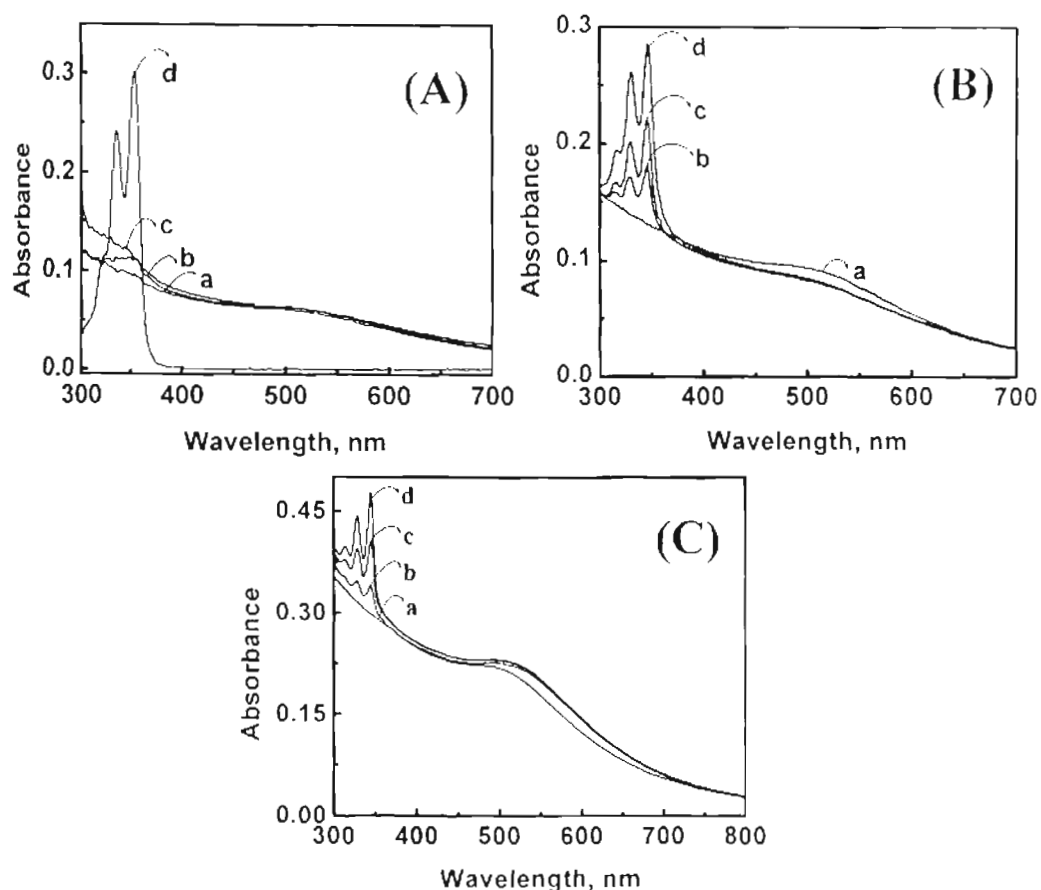 (A)
Absorbance
0.3
0.2
0.1
0.0
d
c
b
a
300 400 500 600 700
Wavelength, nm
(B)
Absorbance
0.3
0.2
0.1
0.0
d
c
b
a
300 400 500 600 700
Wavelength, nm
(C)
Absorbance
0.45
0.30
0.15
0.00
d
c
b
a
300 400 500 600 700 800
Wavelength, nm